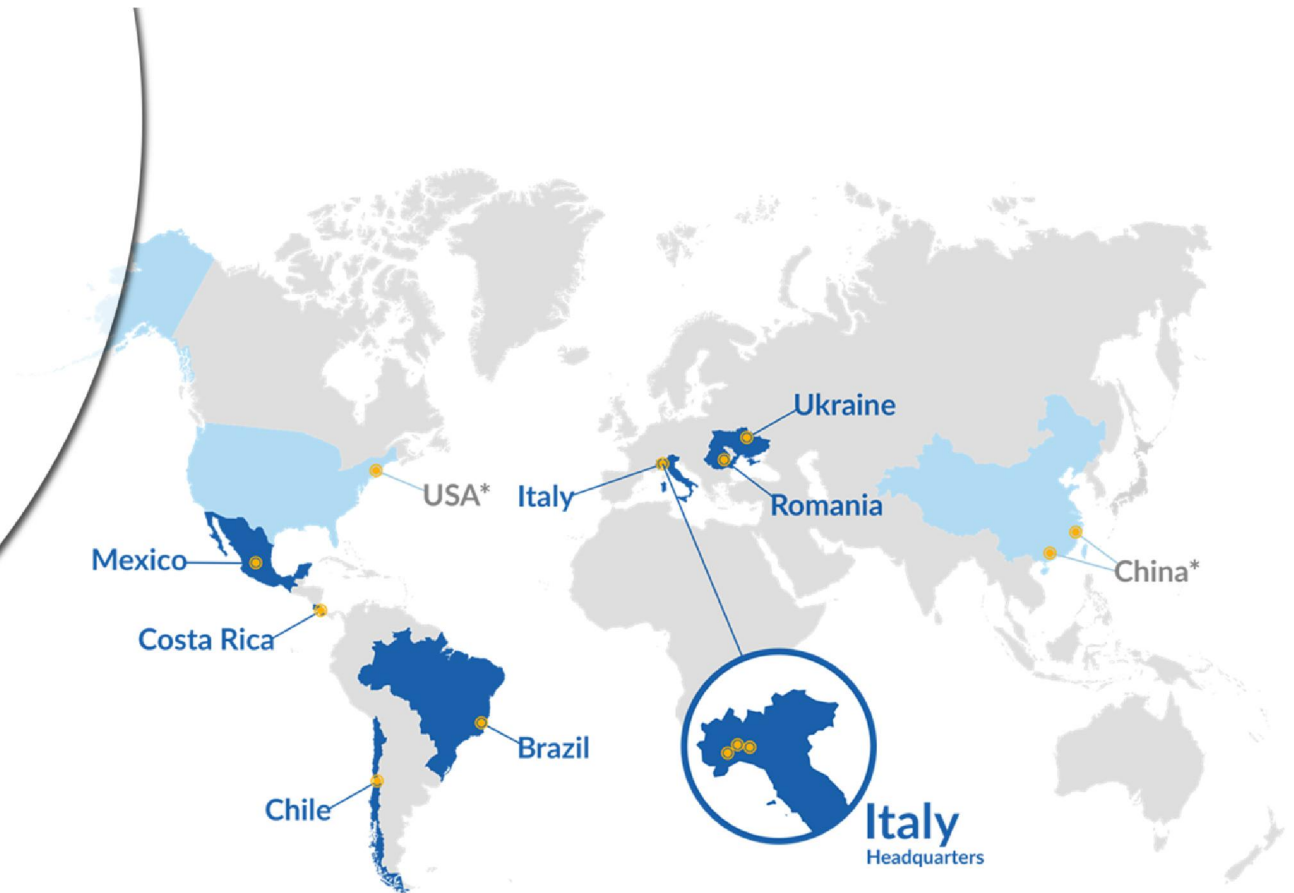 Ukraine
USA*
Italy
Romania
Mexico
China*
Costa Rica
Brazil
Chile
Italy
Headquarters